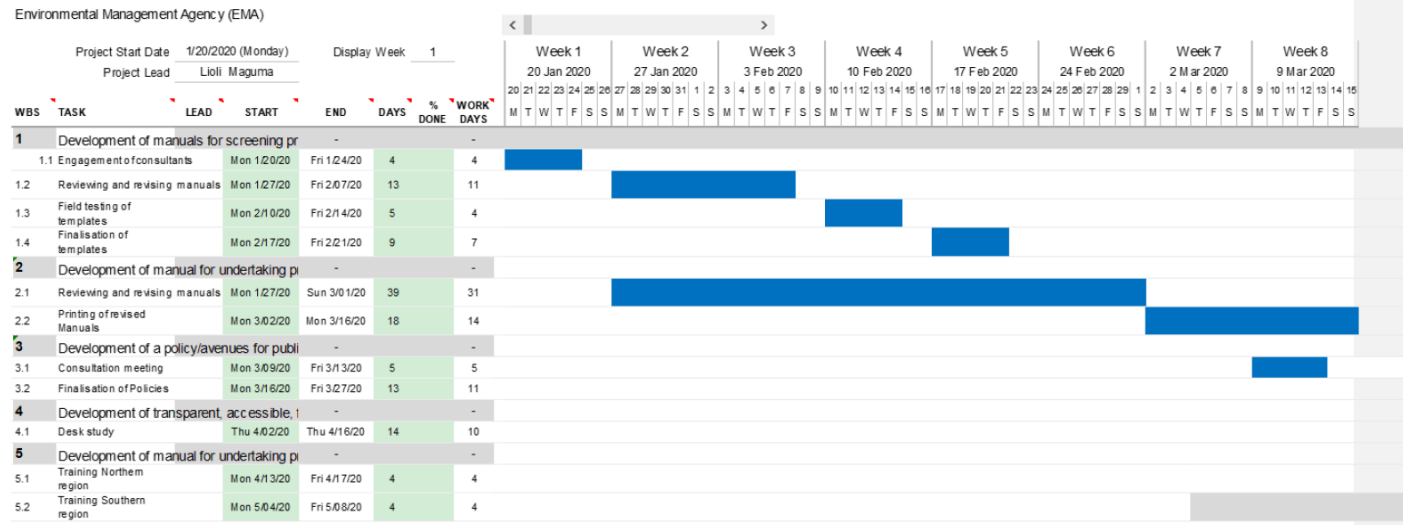 Environmental Management Agency (EMA)
Project Start Date 1/20/2020 (Monday) Display Week 1
Project Lead Lioli Maguma
Week 1 Week 2 Week 3 Week 4 Week 5 Week 6 Week 7 Week 8
20 Jan 2020 27 Jan 2020 3 Feb 2020 10 Feb 2020 17 Feb 2020 24 Feb 2020 2 Mar 2020 9 Mar 2020
20 21 22 23 24 25 26 27 28 29 30 31 1 2 3 4 5 6 7 8 9 10 11 12 13 14 15 16 17 18 19 20 21 22 23 24 25 26 27 28 29 1 2 3 4 5 6 7 8 9 10 11 12 13 14 15
WBS TASK LEAD START END DAYS % DONE WORK DAYS M T W T F S S M T W T F S S M T W T F S S M T W T F S S M T W T F S S M T W T F S S M T W T F S S M T W T F S S
1 Development of manuals for screening pr - -
1.1 Engagement of consultants Mon 1/20/20 Fri 1/24/20 4 4
1.2 Reviewing and revising manuals Mon 1/27/20 Fri 2/07/20 13 11
1.3 Field testing of templates Mon 2/10/20 Fri 2/14/20 5 4
1.4 Finalisation of templates Mon 2/17/20 Fri 2/21/20 9 7
2 Development of manual for undertaking p - -
2.1 Reviewing and revising manuals Mon 1/27/20 Sun 3/01/20 39 31
2.2 Printing of revised Manuals Mon 3/02/20 Mon 3/16/20 18 14
3 Development of a policy/avenues for publi - -
3.1 Consultation meeting Mon 3/09/20 Fri 3/13/20 5 5
3.2 Finalisation of Policies Mon 3/16/20 Fri 3/27/20 13 11
4 Development of transparent, accessible, - -
4.1 Desk study Thu 4/02/20 Thu 4/16/20 14 10
5 Development of manual for undertaking p - -
5.1 Training Northern region Mon 4/13/20 Fri 4/17/20 4 4
5.2 Training Southern region Mon 5/04/20 Fri 5/08/20 4 4